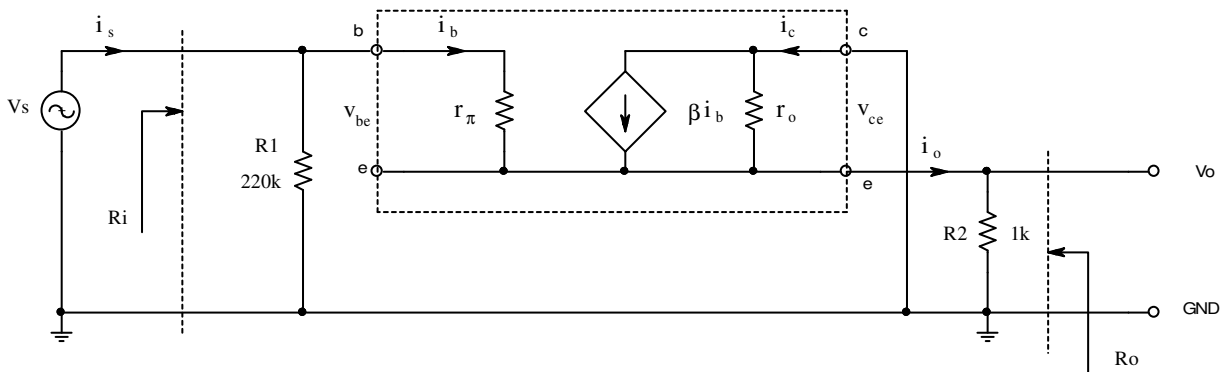 i s
b
i b
i c
c
Vs
v be
r π
β i b
r o
v ce
R1
220k
e
i o
e
Vo
Ri
R2 1k
GND
Ro